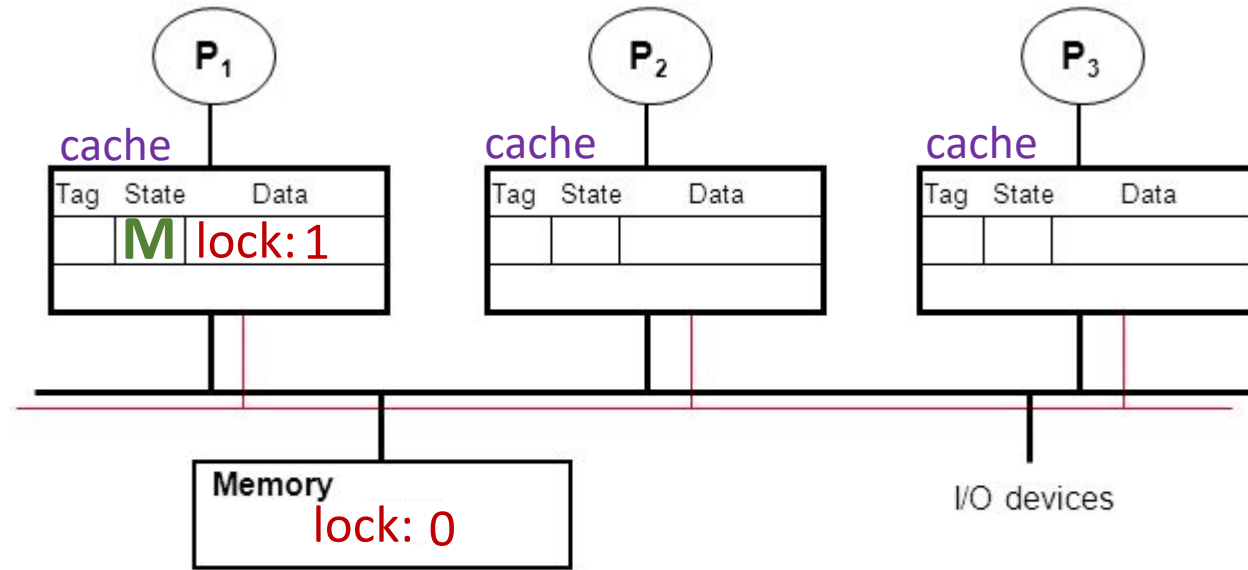 P1 P2 P3
cache cache cache
Tag State Data Tag State Data Tag State Data
M lock: 1
Memory
lock: 0
I/O devices